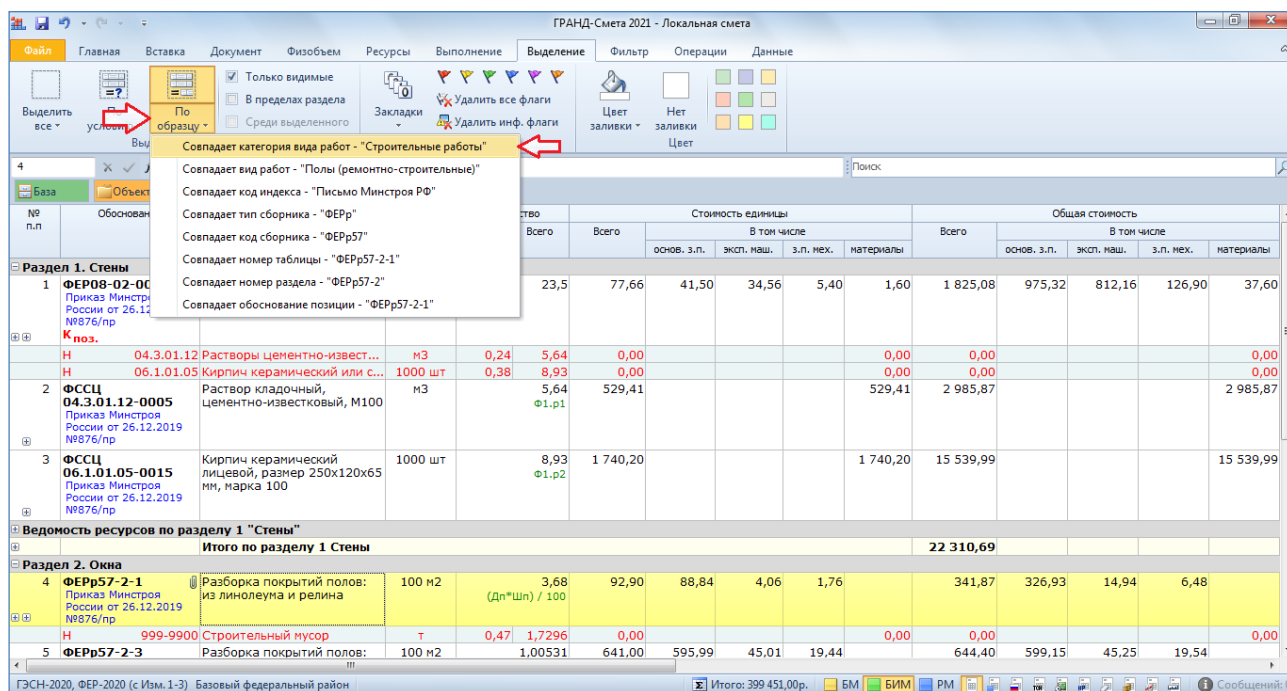 ГРАНД-Смета 2021 - Локальная смета
Файл Главная Вставка Документ Физобъем Ресурсы Выполнение Выделение Фильтр Операции Данные
Выделить все
По образцу
Только видимые
В пределах раздела
Среди выделенного
Закладки
Удалить все флаги
Удалить инф. флаги
Цвет заливки
Нет заливки
Цвет
Совпадает категория вида работ - "Строительные работы"
Совпадает вид работ - "Полы (ремонтно-строительные)"
Совпадает код индекса - "Письмо Минстроя РФ"
Совпадает тип сборника - "ФЕРр"
Совпадает код сборника - "ФЕРр57"
Совпадает номер таблицы - "ФЕРр57-2-1"
Совпадает номер раздела - "ФЕРр57-2"
Совпадает обоснование позиции - "ФЕРр57-2-1"
4
Поиск
База
№ п.п Стоимость единицы Общая стоимость
Всего Всего В том числе Всего В том числе
основ. з.п. эксп. маш. з.п. мех. материалы основ. з.п. эксп. маш. з.п. мех. материалы
Раздел 1. Стены
1 23,5 77,66 41,50 34,56 5,40 1,60 1 825,08 975,32 812,16 126,90 37,60
России от 26.12
№876/пр
К поз.
Н 04.3.01.12 Растворы цементно-извест... м3 0,24 5,64 0,00 0,00 0,00 0,00
Н 06.1.01.05 Кирпич керамический или с... 1000 шт 0,38 8,93 0,00 0,00 0,00 0,00
2 ФССЦ Раствор кладочный, м3 5,64 529,41 529,41 2 985,87 2 985,87
04.3.01.12-0005 цементно-известковый, М100 Ф1.р1
Приказ Минстроя
России от 26.12.2019
№876/пр
3 ФССЦ Кирпич керамический 1000 шт 8,93 1 740,20 1 740,20 15 539,99 15 539,99
06.1.01.05-0015 лицевой, размер 250х120х65 Ф1.р2
Приказ Минстроя мм, марка 100
России от 26.12.2019
№876/пр
Ведомость ресурсов по разделу 1 "Стены"
Итого по разделу 1 Стены 22 310,69
Раздел 2. Окна
4 ФЕРр57-2-1 Разборка покрытий полов: 100 м2 3,68 92,90 88,84 4,06 1,76 341,87 326,93 14,94 6,48
Приказ Минстроя из линолеума и релина (Дп*Шп) / 100
России от 26.12.2019
№876/пр
Н 999-9900 Строительный мусор т 0,47 1,7296 0,00 0,00 0,00 0,00
5 ФЕРр57-2-3 Разборка покрытий полов: 100 м2 1,00531 641,00 595,99 45,01 19,44 644,40 599,15 45,25 19,54
ГЭСН-2020, ФЕР-2020 (с Изм. 1-3) Базовый федеральный район Итого: 399 451,00р. БМ БИМ РМ Сообщений: